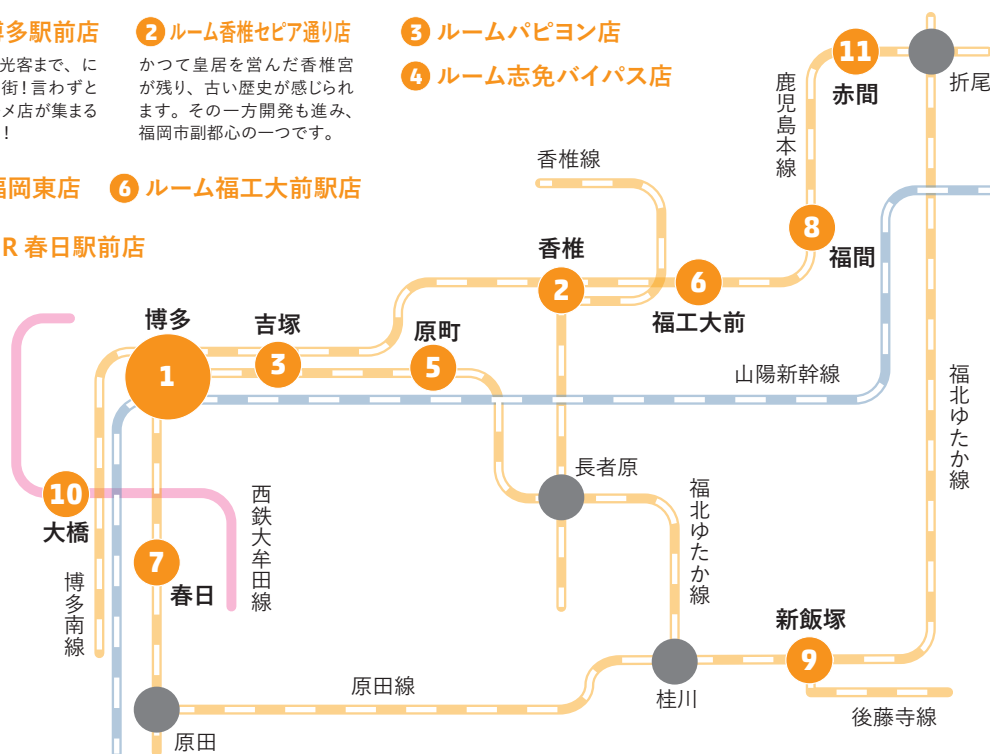 博多駅前店
光客まで、に
街！言わずと
メ店が集まる
！
2 ルーム香椎セピア通り店
かつて皇居を営んだ香椎宮
が残り、古い歴史が感じられ
ます。その一方開発も進み、
福岡市副都心の一つです。
3 ルームパピヨン店
4 ルーム志免バイパス店
福岡東店
6 ルーム福工大前駅店
R 春日駅前店
11
赤間
折尾
鹿児島本線
香椎線
8
福間
香椎
2
6
福工大前
博多
1
吉塚
3
原町
5
山陽新幹線
福北ゆたか線
長者原
10
大橋
西鉄大牟田線
福北ゆたか線
7
春日
博多南線
新飯塚
9
原田線
桂川
後藤寺線
原田